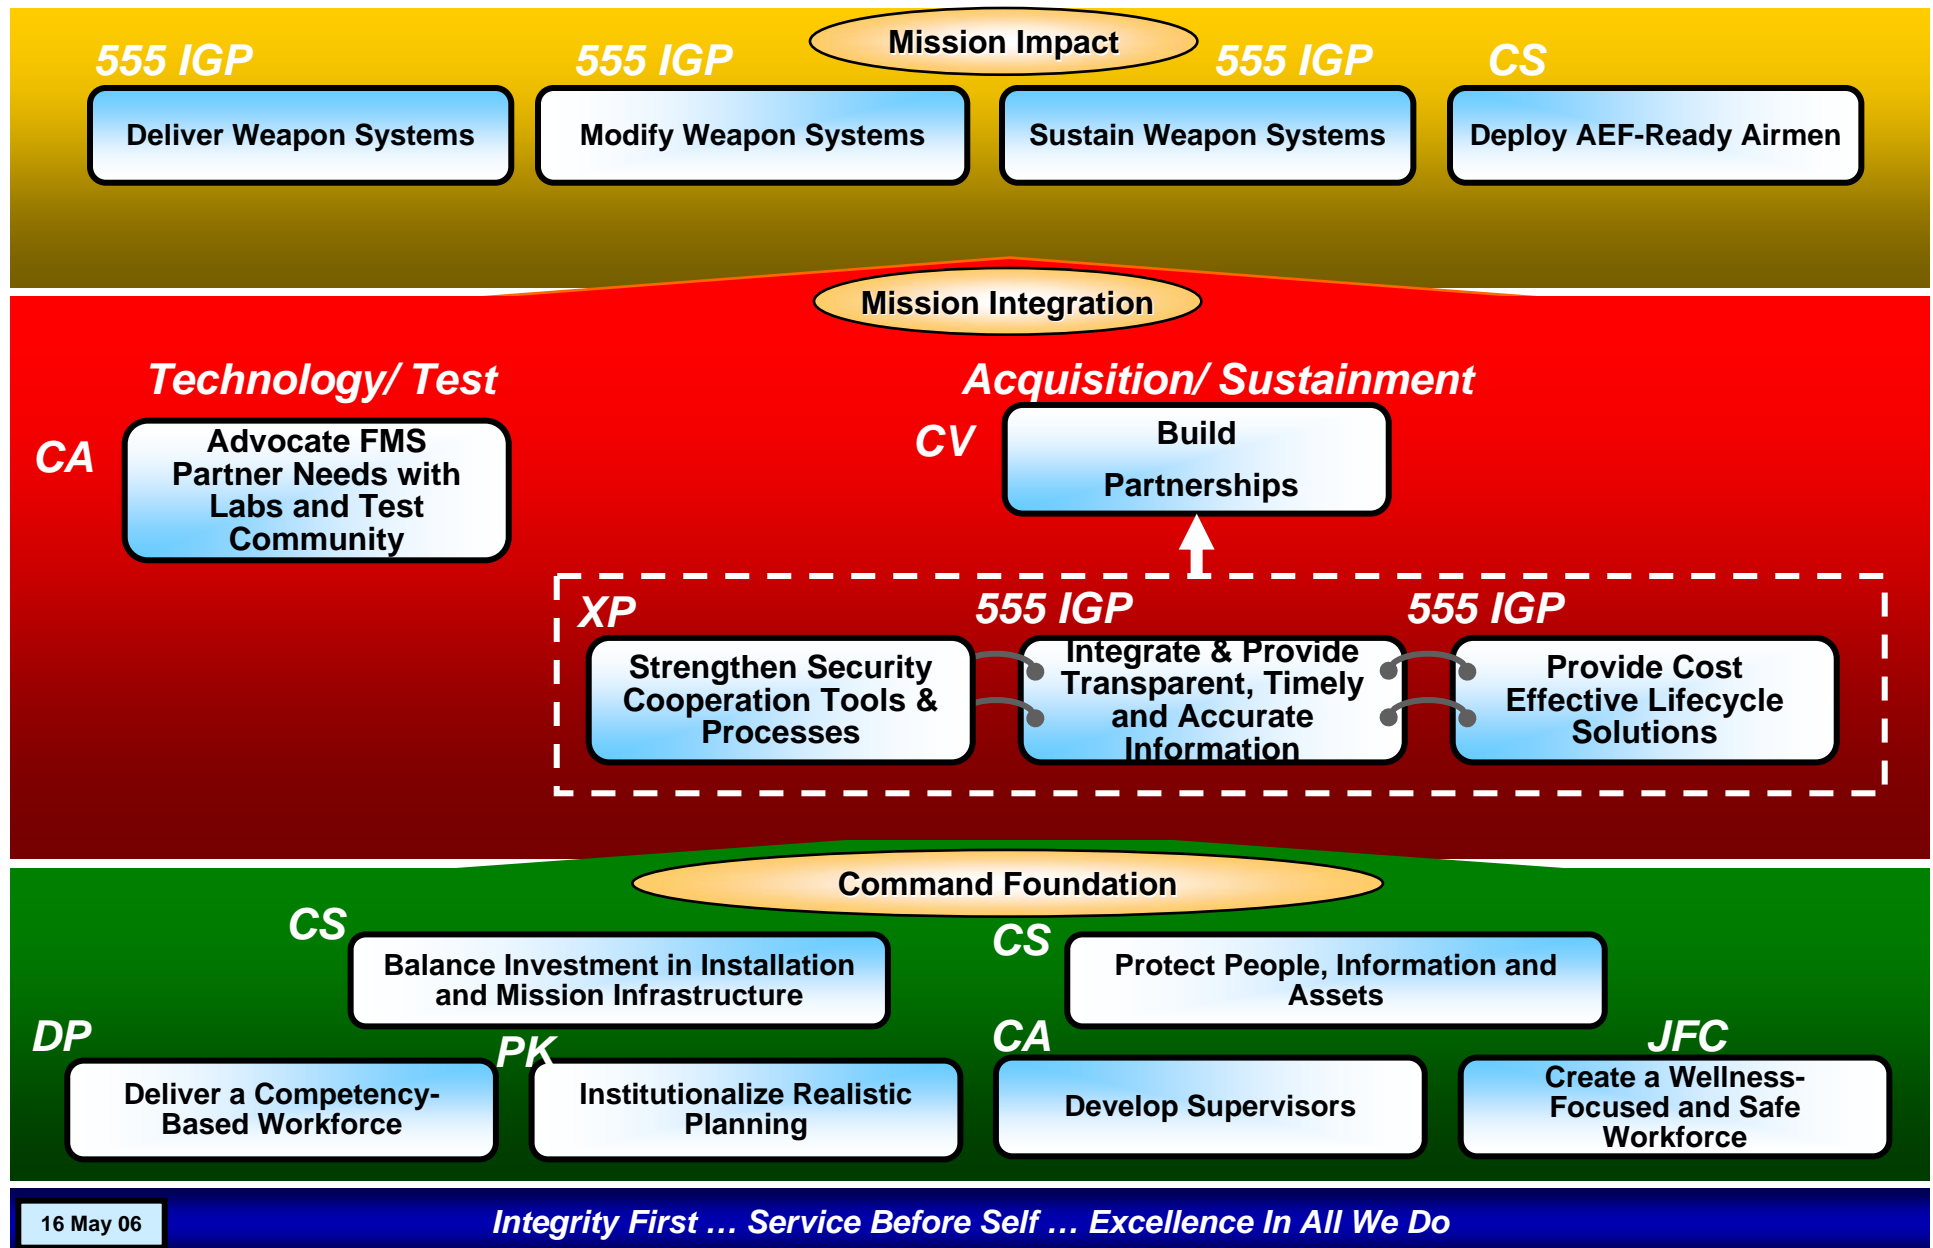 Mission Impact
555 IGP
555 IGP
555 IGP
CS
Deliver Weapon Systems
Modify Weapon Systems
Sustain Weapon Systems
Deploy AEF-Ready Airmen
Mission Integration
Technology/ Test
Acquisition/ Sustainment
CA
Advocate FMS
Partner Needs with
Labs and Test
Community
CV
Build
Partnerships
XP
555 IGP
555 IGP
Strengthen Security
Cooperation Tools &
Processes
Integrate & Provide
Transparent, Timely
and Accurate
Information
Provide Cost
Effective Lifecycle
Solutions
Command Foundation
CS
Balance Investment in Installation
and Mission Infrastructure
CS
Protect People, Information and
Assets
DP
Deliver a Competency-
Based Workforce
PK
Institutionalize Realistic
Planning
CA
Develop Supervisors
JFC
Create a Wellness-
Focused and Safe
Workforce
16 May 06
Integrity First … Service Before Self … Excellence In All We Do